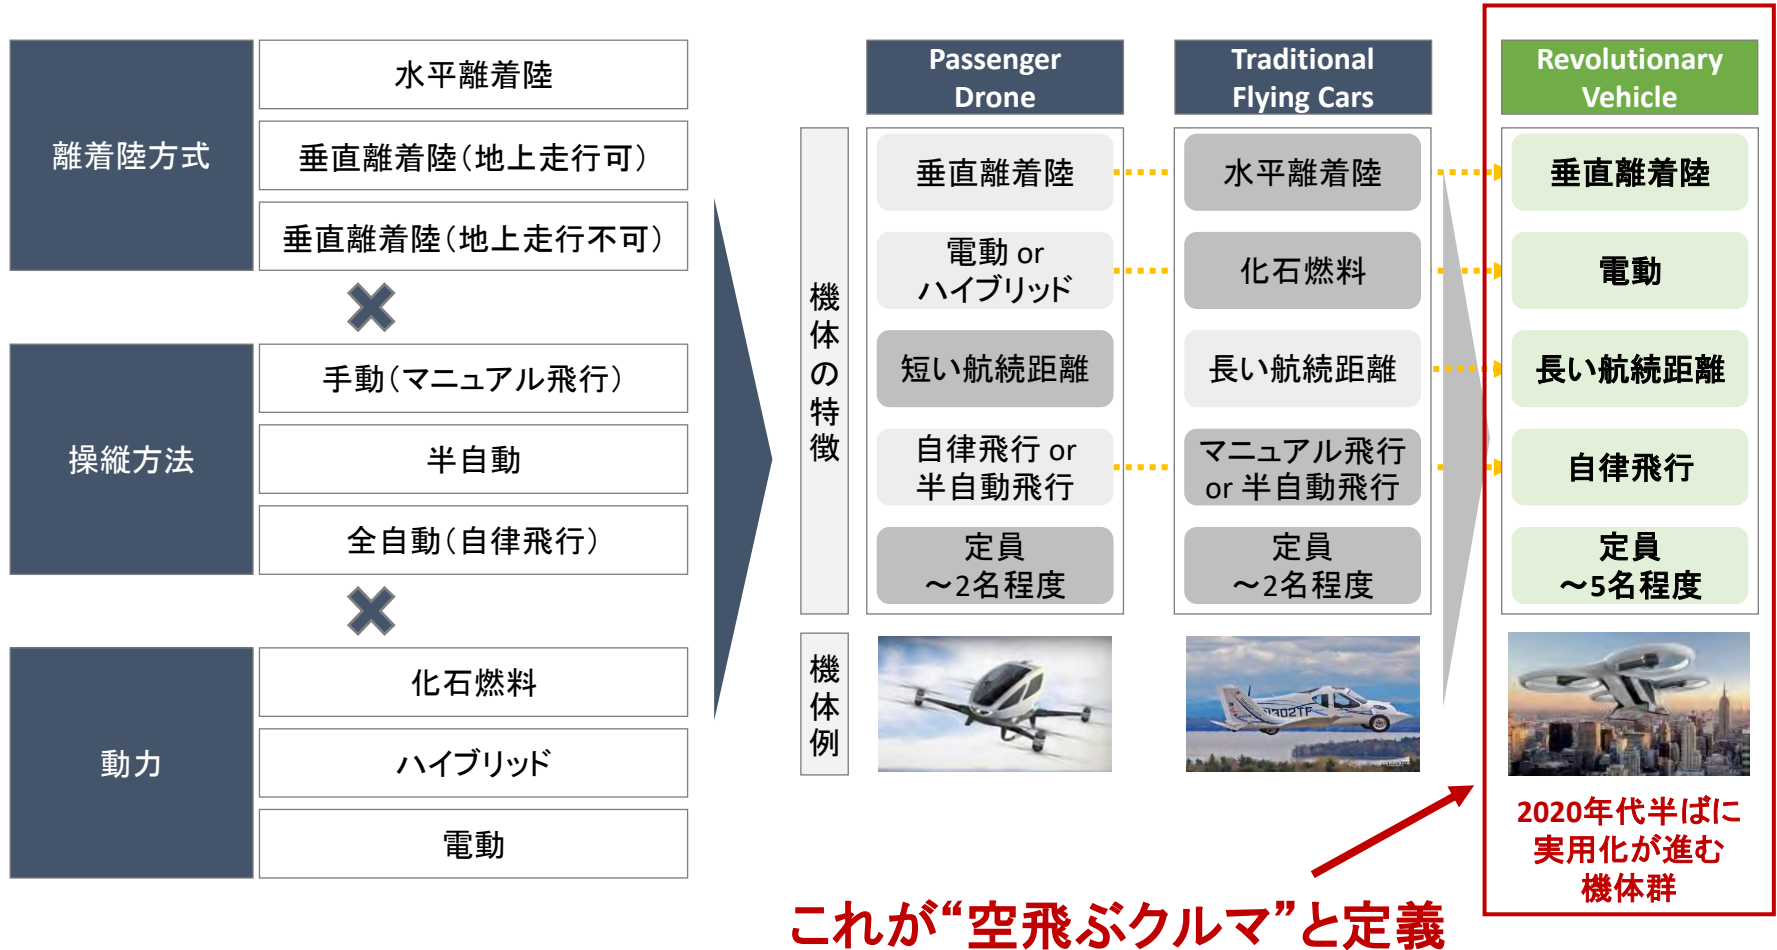 離着陸方式
水平離着陸
垂直離着陸(地上走行可)
垂直離着陸(地上走行不可)
操縦方法
手動(マニュアル飛行)
半自動
全自動(自律飛行)
動力
化石燃料
ハイブリッド
電動
機体の特徴
機体例
Passenger
Drone
垂直離着陸
電動 or
ハイブリッド
短い航続距離
自律飛行 or
半自動飛行
定員
～2名程度
Traditional
Flying Cars
水平離着陸
化石燃料
長い航続距離
マニュアル飛行
or 半自動飛行
定員
～2名程度
N302TF
Revolutionary
Vehicle
垂直離着陸
電動
長い航続距離
自律飛行
定員
～5名程度
2020年代半ばに
実用化が進む
機体群
これが“空飛ぶクルマ”と定義